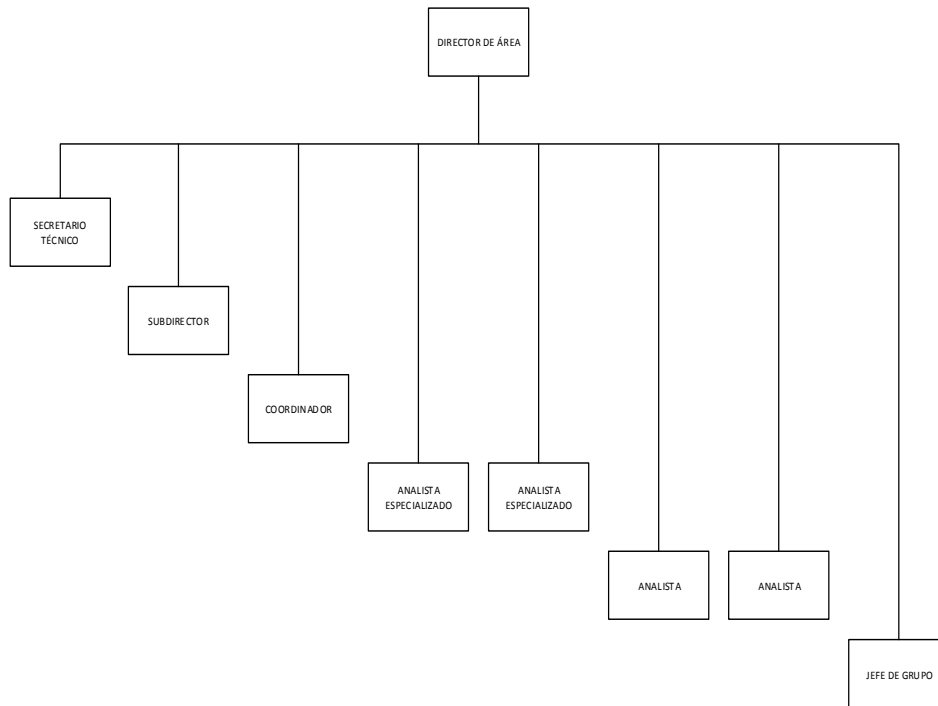 DIRECTOR DE ÁREA
SECRETARIO
TÉCNICO
SUBDIRECTOR
COORDINADOR
ANALISTA
ESPECIALIZADO
ANALISTA
ESPECIALIZADO
ANALISTA
ANALISTA
JEFE DE GRUPO